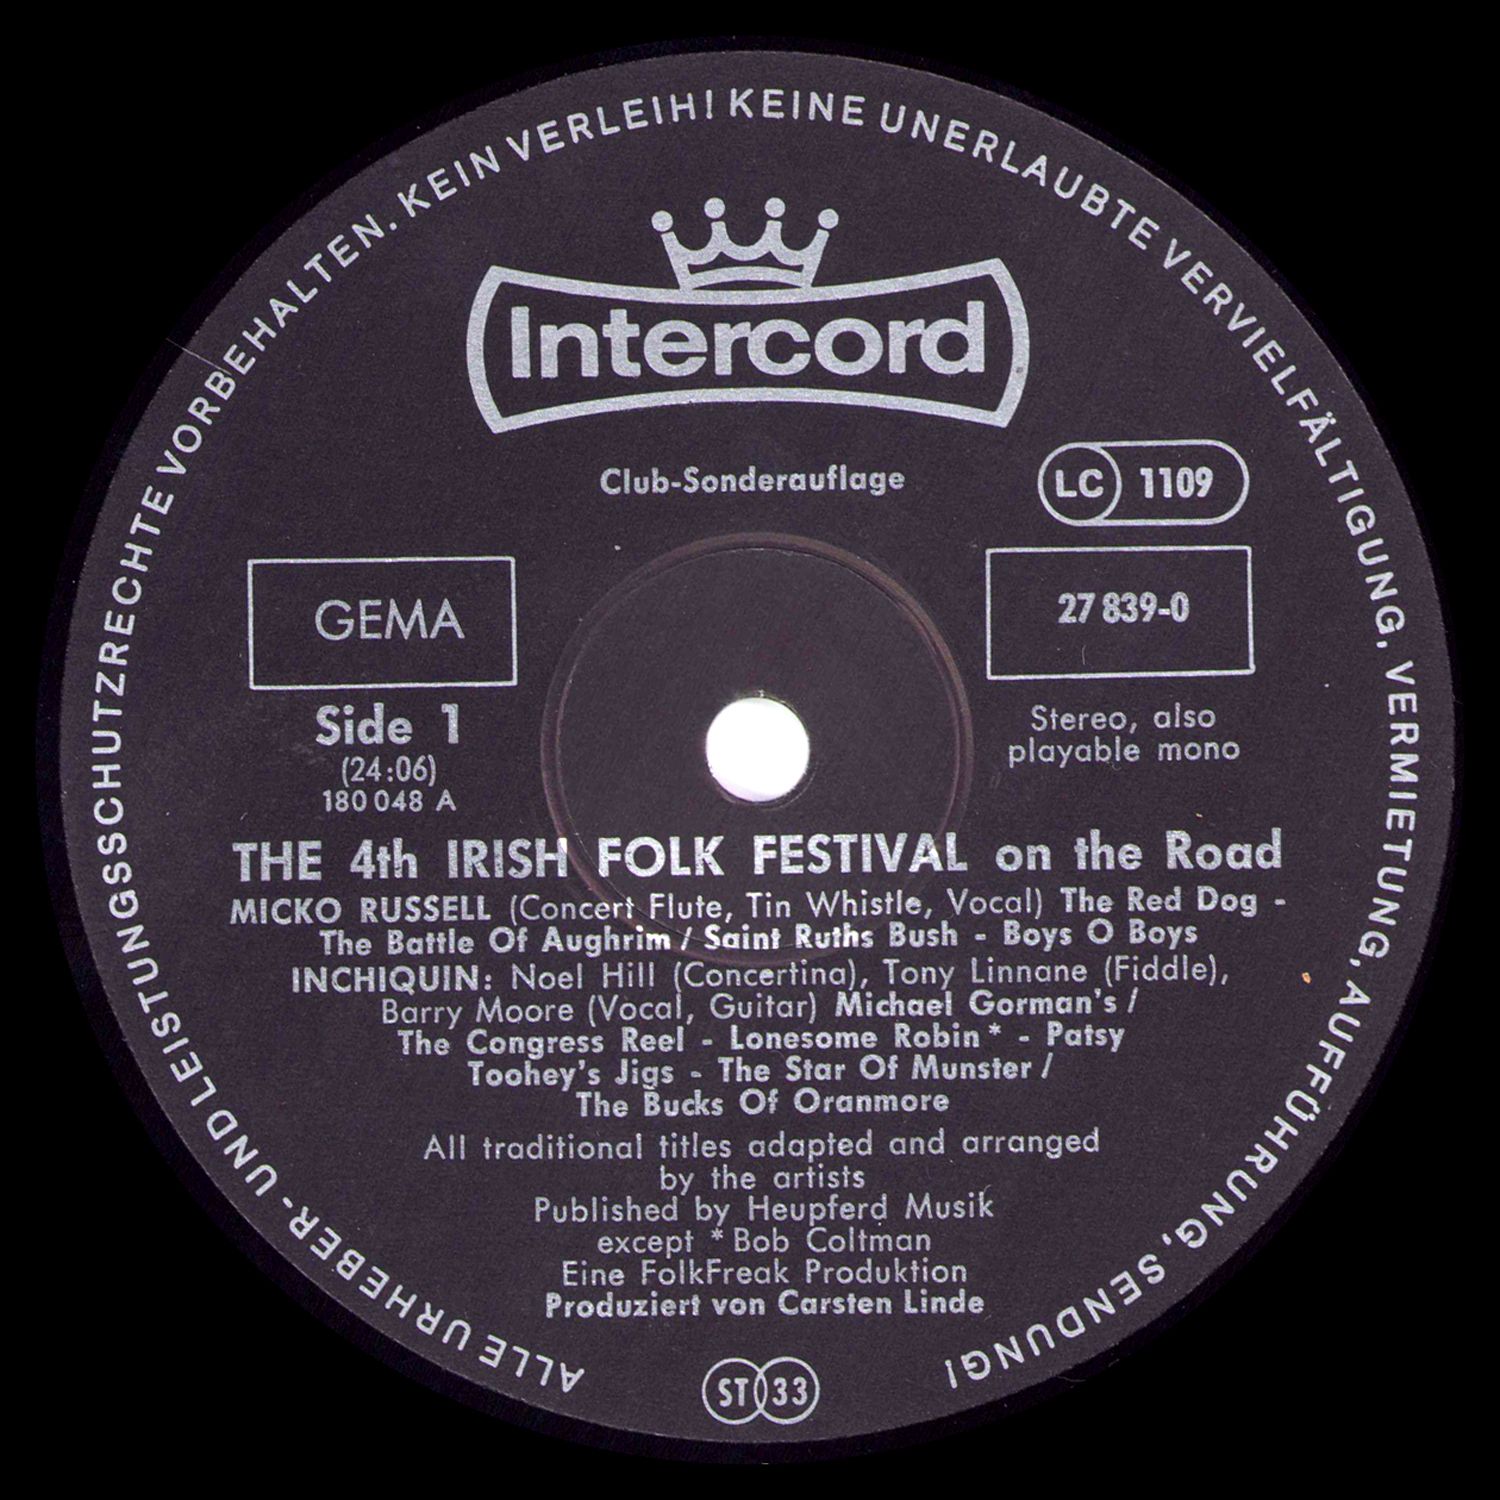 ALLE URHEBER- UND LEISTUNGSSCHUTZRECHTE VORBEHALTEN. KEIN VERLEIH! KEINE UNERLAUBTE VERVIELFÄLTIGUNG, VERMIETUNG, AUFFÜHRUNG, SENDUNG!
Intercord
Club-Sonderauflage
LC 1109
GEMA
27 839-0
Side 1
(24:06)
180 048 A
Stereo, also
playable mono
THE 4th IRISH FOLK FESTIVAL on the Road
MICKO RUSSELL (Concert Flute, Tin Whistle, Vocal) The Red Dog -
The Battle Of Aughrim / Saint Ruths Bush - Boys O Boys
INCHIQUIN: Noel Hill (Concertina), Tony Linnane (Fiddle),
Barry Moore (Vocal, Guitar) Michael Gorman's /
The Congress Reel - Lonesome Robin * - Patsy
Toohey's Jigs - The Star Of Munster /
The Bucks Of Oranmore
All traditional titles adapted and arranged
by the artists
Published by Heupferd Musik
except * Bob Coltman
Eine FolkFreak Produktion
Produziert von Carsten Linde
ST 33